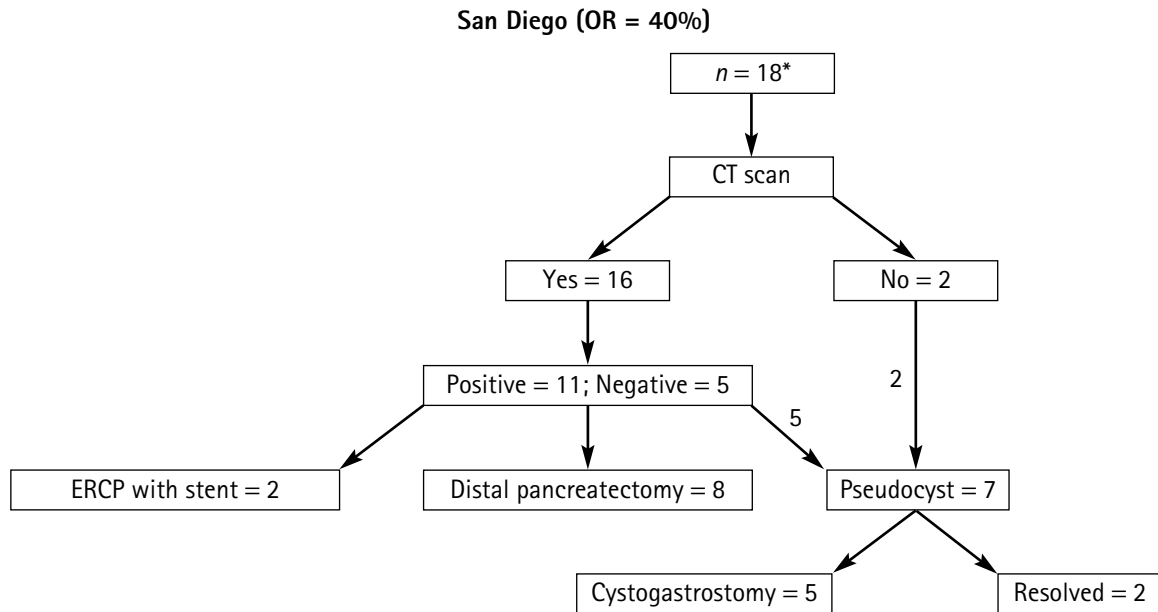 San Diego (OR = 40%)
n = 18*
CT scan
Yes = 16
No = 2
Positive = 11; Negative = 5
2
5
ERCP with stent = 2
Distal pancreatectomy = 8
Pseudocyst = 7
Cystogastrostomy = 5
Resolved = 2